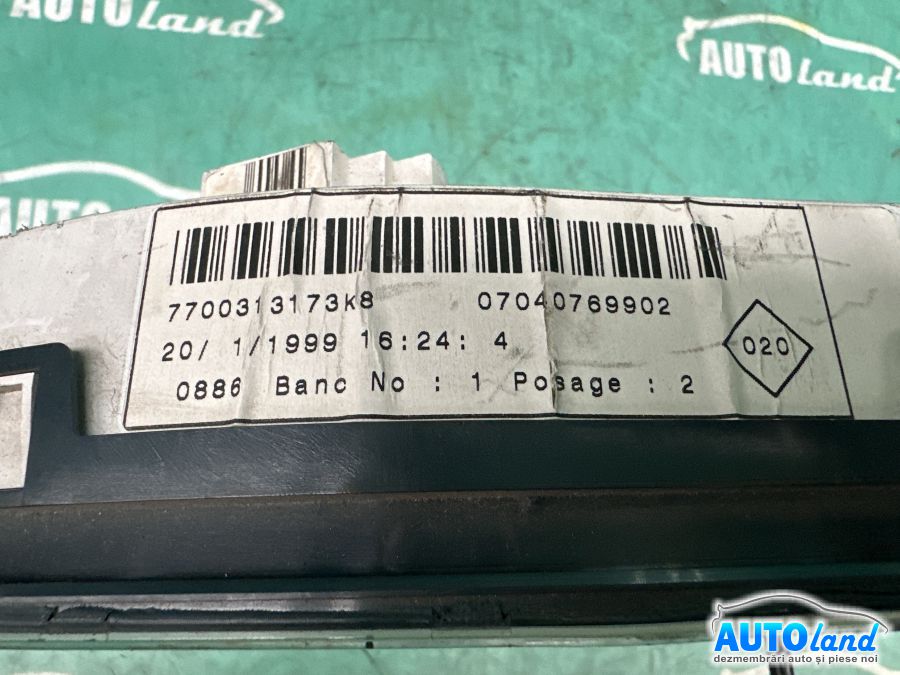 AUTOland
AUTOland
AUTO
7700313173K8 07040769902
20/ 1/1999 16:24: 4
020
0886 Banc No : 1 Posage : 2
AUTOland
dezmembrări auto și piese noi